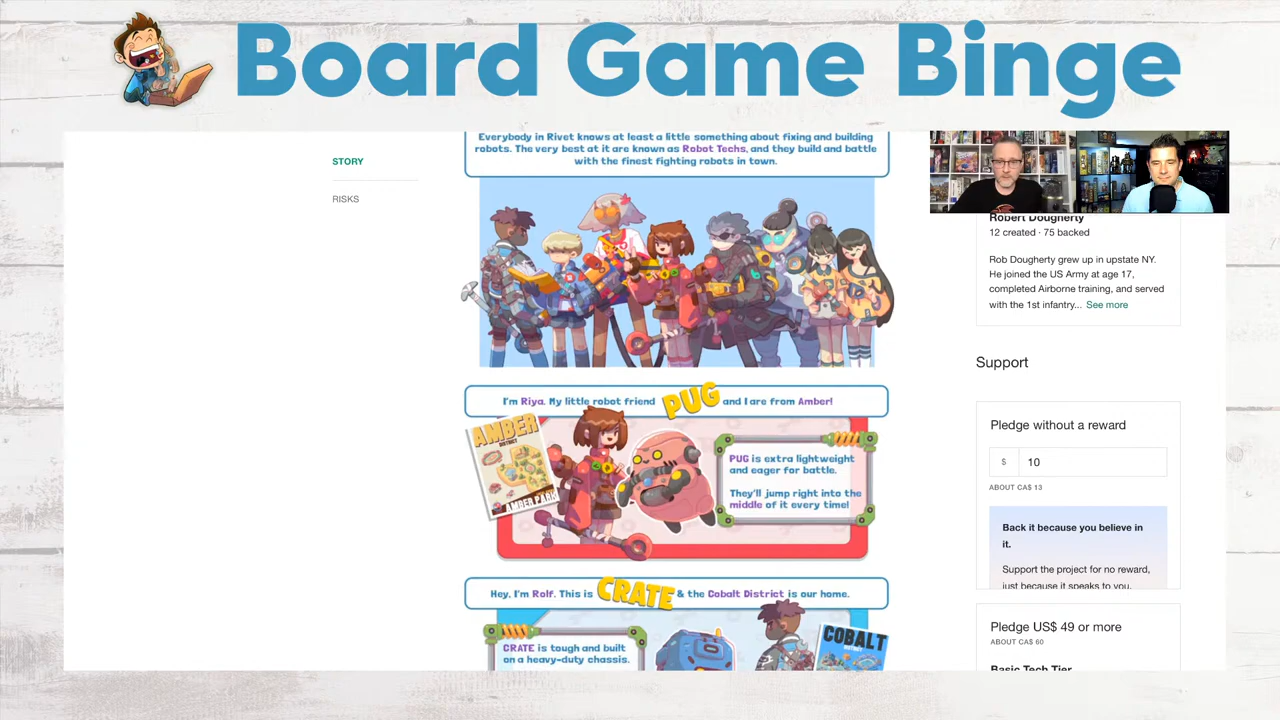 Board Game Binge
STORY
RISKS
Everybody in Rivet knows at least a little something about fixing and building
robots. The very best at it are known as Robot Techs, and they build and battle
with the finest fighting robots in town.
I'm Riya. My little robot friend PUG and I are from Amber!
AMBER
DISTRICT
AMBER PARK
PUG is extra lightweight
and eager for battle.
They'll jump right into the
middle of it every time!
Hey, I'm Rolf. This is CRATE & the Cobalt District is our home.
CRATE is tough and built
on a heavy-duty chassis.
COBALT
DISTRICT
Robert Dougherty
12 created · 75 backed
Rob Dougherty grew up in upstate NY.
He joined the US Army at age 17,
completed Airborne training, and served
with the 1st infantry... See more
Support
Pledge without a reward
$ 10
ABOUT CA$ 13
Back it because you believe in
it.
Support the project for no reward,
just because it speaks to you.
Pledge US$ 49 or more
ABOUT CA$ 60
Basic Tech Tier